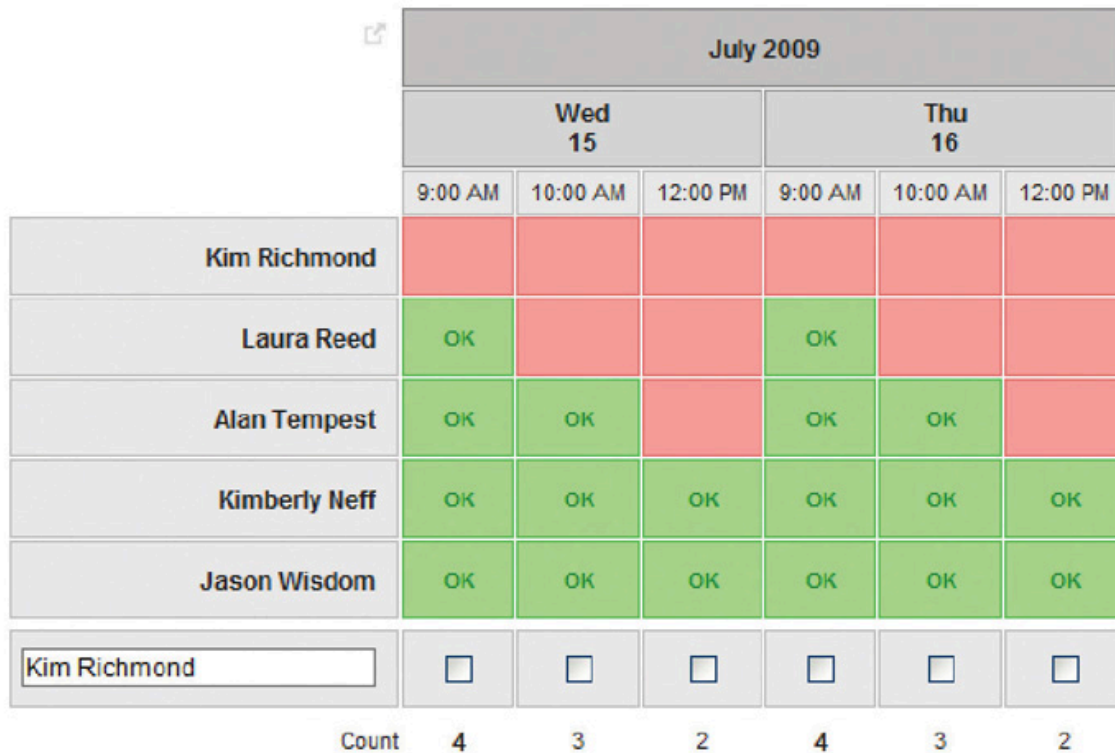 July 2009
Wed Thu
15 16
9:00 AM 10:00 AM 12:00 PM 9:00 AM 10:00 AM 12:00 PM
Kim Richmond
Laura Reed OK OK
Alan Tempest OK OK OK OK
Kimberly Neff OK OK OK OK OK OK
Jason Wisdom OK OK OK OK OK OK
Kim Richmond
Count 4 3 2 4 3 2